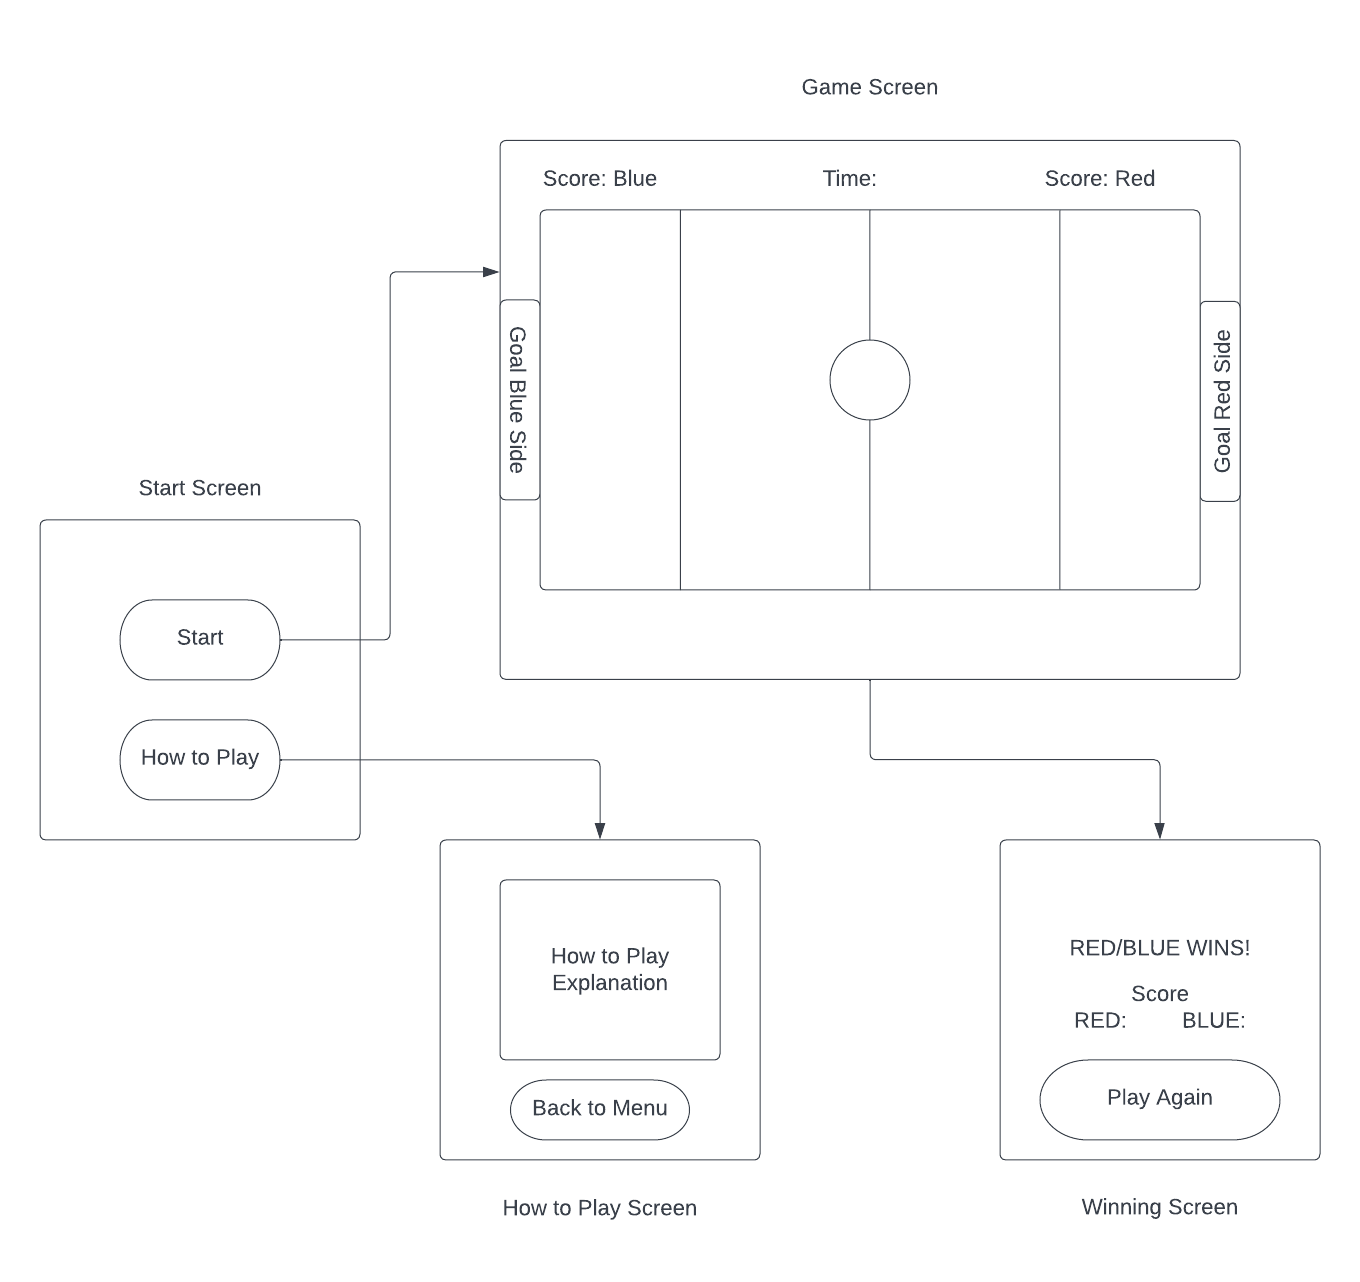 Game Screen
Score: Blue
Time:
Score: Red
Goal Blue Side
Goal Red Side
Start Screen
Start
How to Play
How to Play
Explanation
Back to Menu
How to Play Screen
RED/BLUE WINS!
Score
RED: BLUE:
Play Again
Winning Screen